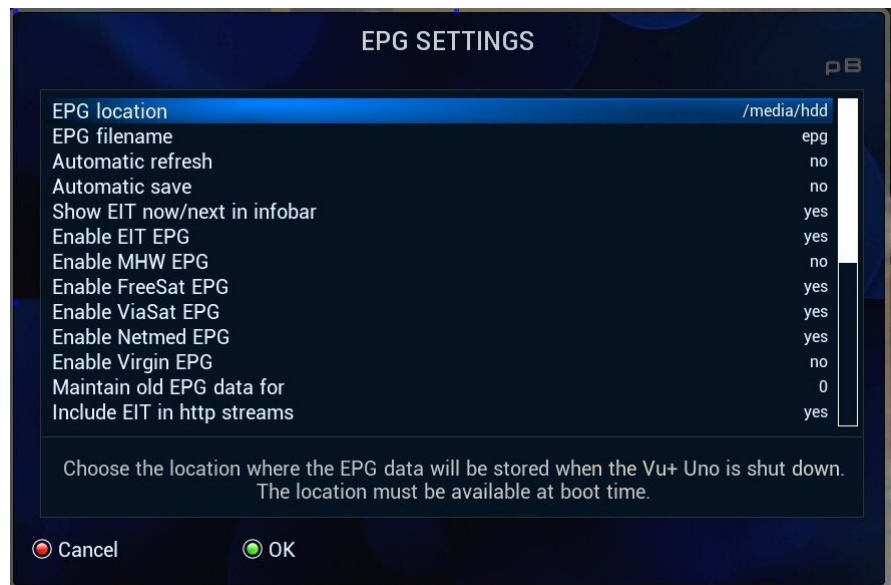 EPG SETTINGS
pB
EPG location /media/hdd
EPG filename epg
Automatic refresh no
Automatic save no
Show EIT now/next in infobar yes
Enable EIT EPG yes
Enable MHW EPG no
Enable FreeSat EPG yes
Enable ViaSat EPG yes
Enable Netmed EPG yes
Enable Virgin EPG no
Maintain old EPG data for 0
Include EIT in http streams yes
Choose the location where the EPG data will be stored when the Vu+ Uno is shut down.
The location must be available at boot time.
Cancel OK